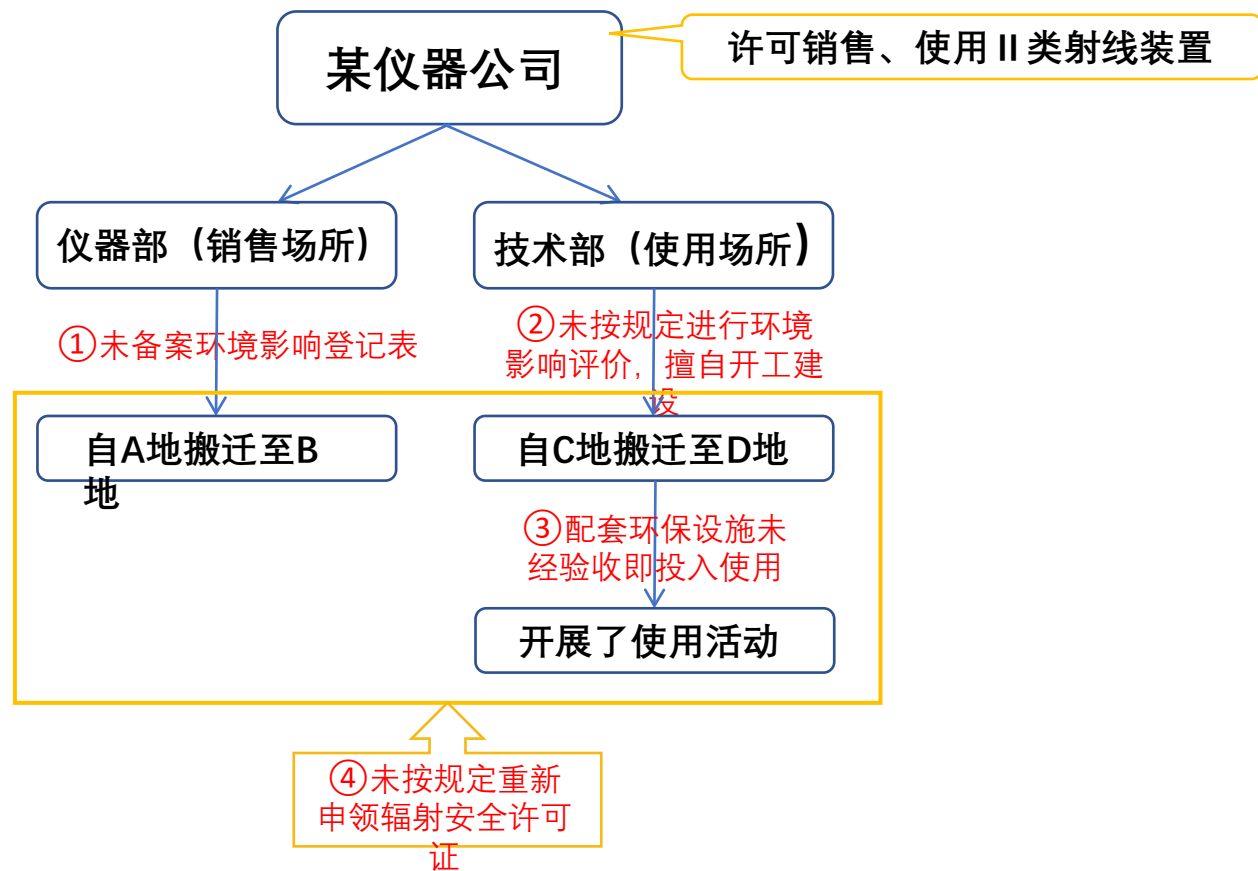 某仪器公司
许可销售、使用Ⅱ类射线装置
仪器部（销售场所）
技术部（使用场所）
①未备案环境影响登记表
②未按规定进行环境
影响评价，擅自开工建
设
自A地搬迁至B
地
自C地搬迁至D地
③配套环保设施未
经验收即投入使用
开展了使用活动
④未按规定重新
申领辐射安全许可
证